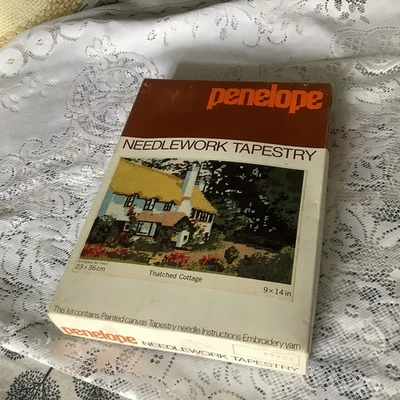 penelope
NEEDLEWORK TAPESTRY
23×36cm
Thatched Cottage
9×14in
This kit contains: Painted canvas·Tapestry needle·Instructions·Embroidery yarn
penelope NEEDLEWORK TAPESTRY